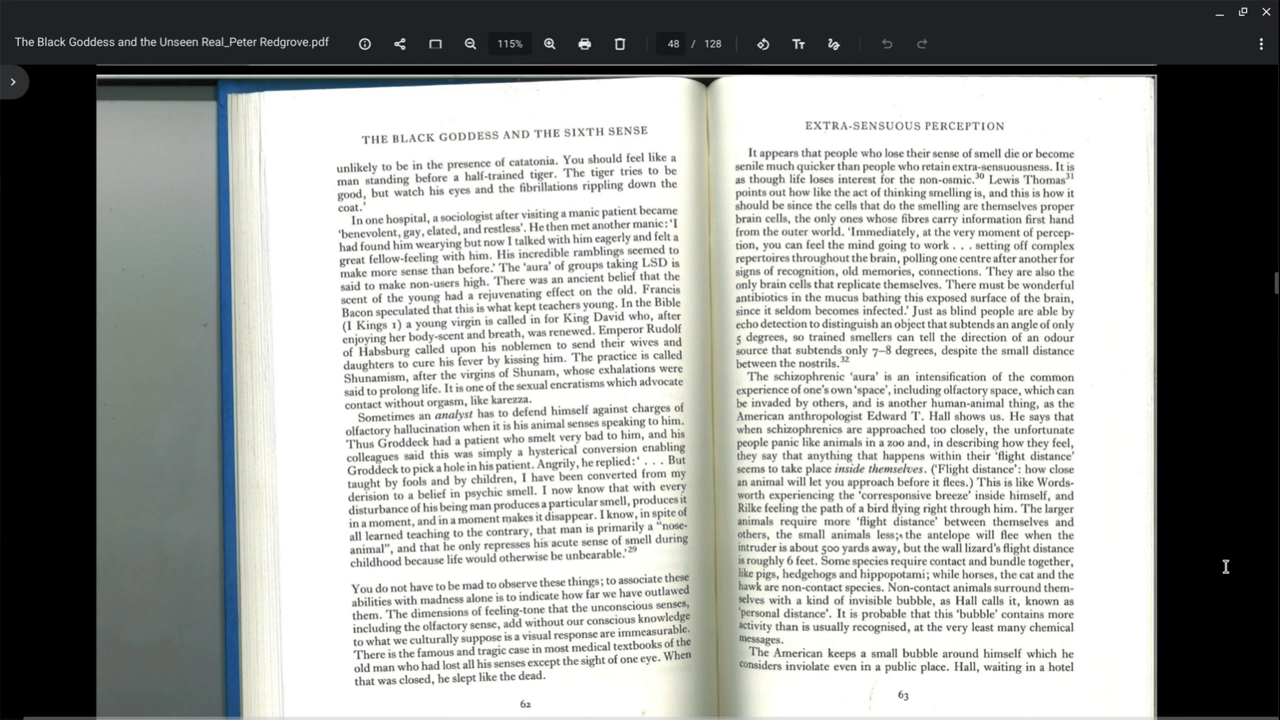 The Black Goddess and the Unseen Real_Peter Redgrove.pdf
115%
48 / 128
THE BLACK GODDESS AND THE SIXTH SENSE
unlikely to be in the presence of catatonia. You should feel like a
man standing before a half-trained tiger. The tiger tries to be
good, but watch his eyes and the fibrillations rippling down the
coat.'
In one hospital, a sociologist after visiting a manic patient became
'benevolent, gay, elated, and restless'. He then met another manic: 'I
had found him wearying but now I talked with him eagerly and felt a
great fellow-feeling with him. His incredible ramblings seemed to
make more sense than before.' The 'aura' of groups taking LSD is
said to make non-users high. There was an ancient belief that the
scent of the young had a rejuvenating effect on the old. Francis
Bacon speculated that this is what kept teachers young. In the Bible
(I Kings 1) a young virgin is called in for King David who, after
enjoying her body-scent and breath, was renewed. Emperor Rudolf
of Habsburg called upon his noblemen to send their wives and
daughters to cure his fever by kissing him. The practice is called
Shunamism, after the virgins of Shunam, whose exhalations were
said to prolong life. It is one of the sexual encratisms which advocate
contact without orgasm, like karezza.
Sometimes an analyst has to defend himself against charges of
olfactory hallucination when it is his animal senses speaking to him.
Thus Groddeck had a patient who smelt very bad to him, and his
colleagues said this was simply a hysterical conversion enabling
Groddeck to pick a hole in his patient. Angrily, he replied: ' . . . But
taught by fools and by children, I have been converted from my
derision to a belief in psychic smell. I now know that with every
disturbance of his being man produces a particular smell, produces it
in a moment, and in a moment makes it disappear. I know, in spite of
all learned teaching to the contrary, that man is primarily a "nose-
animal", and that he only represses his acute sense of smell during
childhood because life would otherwise be unbearable.'29
You do not have to be mad to observe these things; to associate these
abilities with madness alone is to indicate how far we have outlawed
them. The dimensions of feeling-tone that the unconscious senses,
including the olfactory sense, add without our conscious knowledge
to what we culturally suppose is a visual response are immeasurable.
There is the famous and tragic case in most medical textbooks of the
old man who had lost all his senses except the sight of one eye. When
that was closed, he slept like the dead.
62
EXTRA-SENSUOUS PERCEPTION
It appears that people who lose their sense of smell die or become
senile much quicker than people who retain extra-sensuousness. It is
as though life loses interest for the non-osmic.30 Lewis Thomas31
points out how like the act of thinking smelling is, and this is how it
should be since the cells that do the smelling are themselves proper
brain cells, the only ones whose fibres carry information first hand
from the outer world. 'Immediately, at the very moment of percep-
tion, you can feel the mind going to work . . . setting off complex
repertoires throughout the brain, polling one centre after another for
signs of recognition, old memories, connections. They are also the
only brain cells that replicate themselves. There must be wonderful
antibiotics in the mucus bathing this exposed surface of the brain,
since it seldom becomes infected.' Just as blind people are able by
echo detection to distinguish an object that subtends an angle of only
5 degrees, so trained smellers can tell the direction of an odour
source that subtends only 7–8 degrees, despite the small distance
between the nostrils.32
The schizophrenic 'aura' is an intensification of the common
experience of one's own 'space', including olfactory space, which can
be invaded by others, and is another human-animal thing, as the
American anthropologist Edward T. Hall shows us. He says that
when schizophrenics are approached too closely, the unfortunate
people panic like animals in a zoo and, in describing how they feel,
they say that anything that happens within their 'flight distance'
seems to take place inside themselves. ('Flight distance': how close
an animal will let you approach before it flees.) This is like Words-
worth experiencing the 'corresponsive breeze' inside himself, and
Rilke feeling the path of a bird flying right through him. The larger
animals require more 'flight distance' between themselves and
others, the small animals less; the antelope will flee when the
intruder is about 500 yards away, but the wall lizard's flight distance
is roughly 6 feet. Some species require contact and bundle together,
like pigs, hedgehogs and hippopotami; while horses, the cat and the
hawk are non-contact species. Non-contact animals surround them-
selves with a kind of invisible bubble, as Hall calls it, known as
'personal distance'. It is probable that this 'bubble' contains more
activity than is usually recognised, at the very least many chemical
messages.
The American keeps a small bubble around himself which he
considers inviolate even in a public place. Hall, waiting in a hotel
63